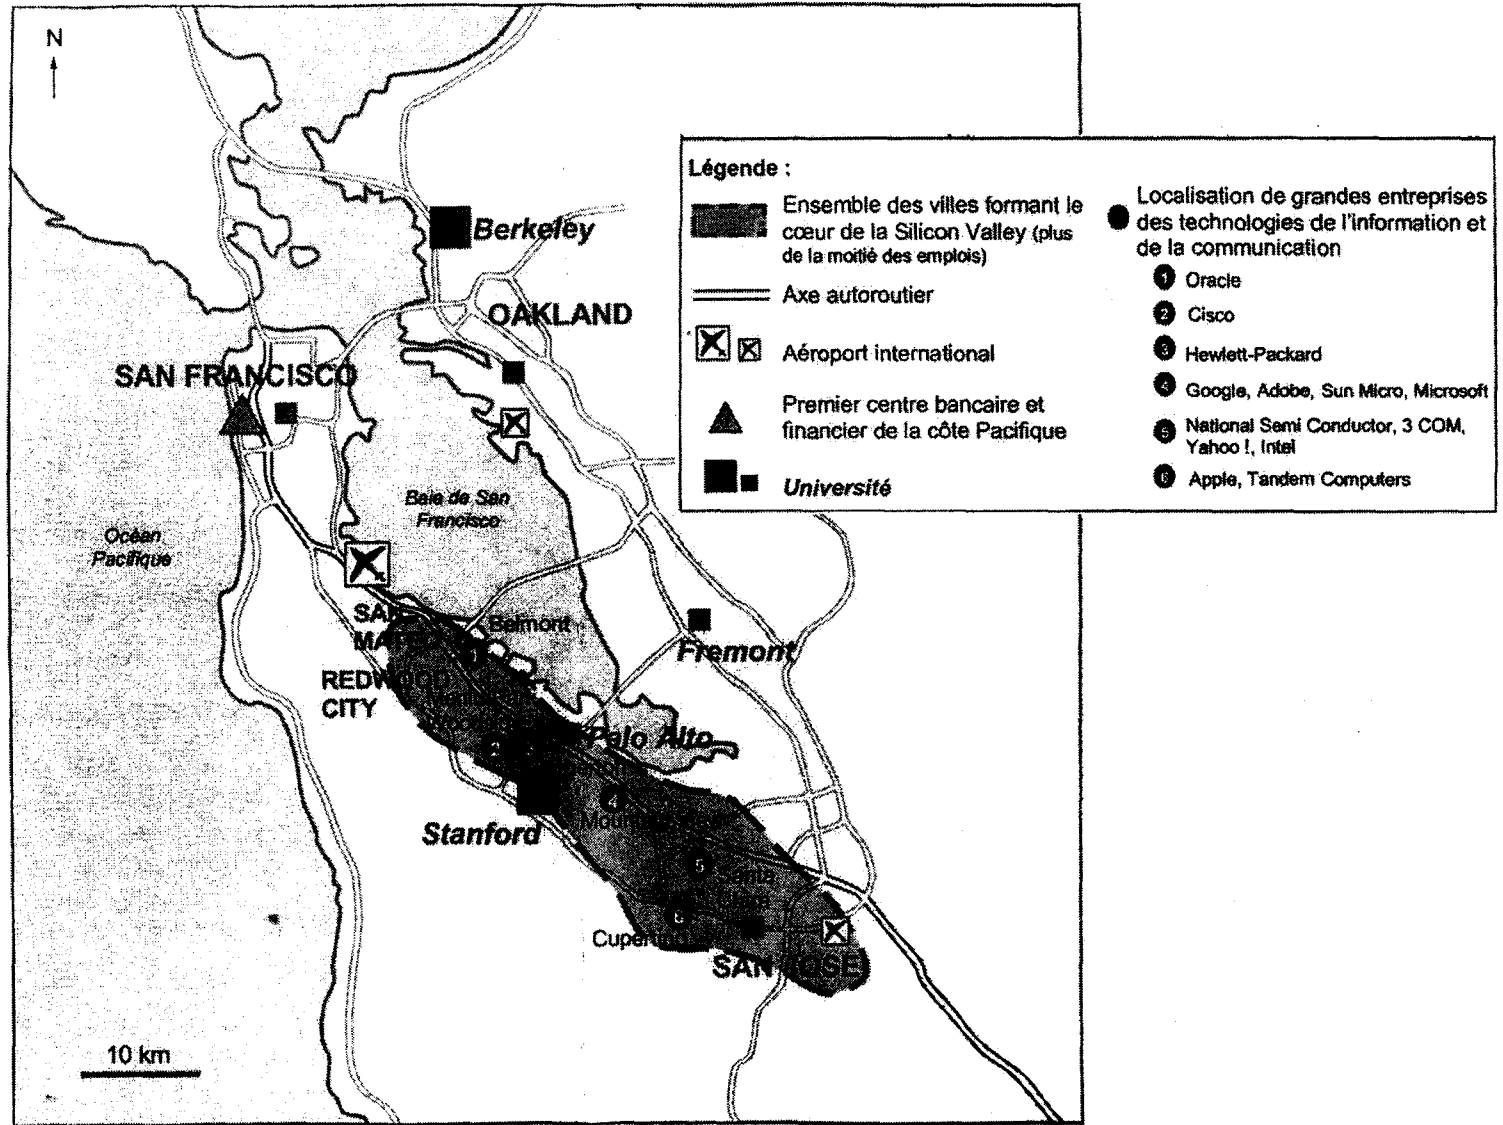 N
Berkeley
OAKLAND
SAN FRANCISCO
Baie de San
Francisco
Océan
Pacifique
SAN
Belmont
REDWOOD
CITY
Fremont
Palo Alto
Stanford
Santa
Clara
Cupertino
SAN JOSE
10 km
Légende :
Ensemble des villes formant le
cœur de la Silicon Valley (plus
de la moitié des emplois)
Axe autoroutier
Aéroport international
Premier centre bancaire et
financier de la côte Pacifique
Université
Localisation de grandes entreprises
des technologies de l'information et
de la communication
1 Oracle
2 Cisco
3 Hewlett-Packard
4 Google, Adobe, Sun Micro, Microsoft
5 National Semi Conductor, 3 COM,
Yahoo !, Intel
6 Apple, Tandem Computers